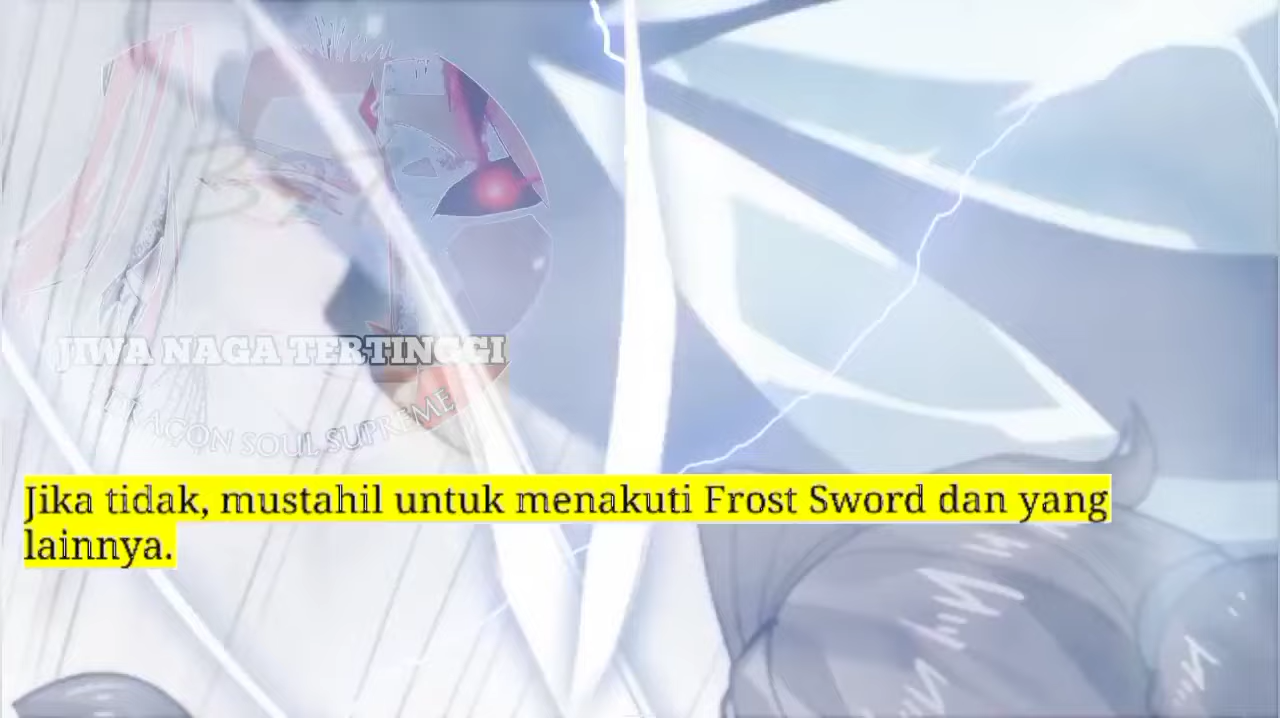 JIWA NAGA TERTINGGI
DRAGON SOUL SUPREME
Jika tidak, mustahil untuk menakuti Frost Sword dan yang
lainnya.